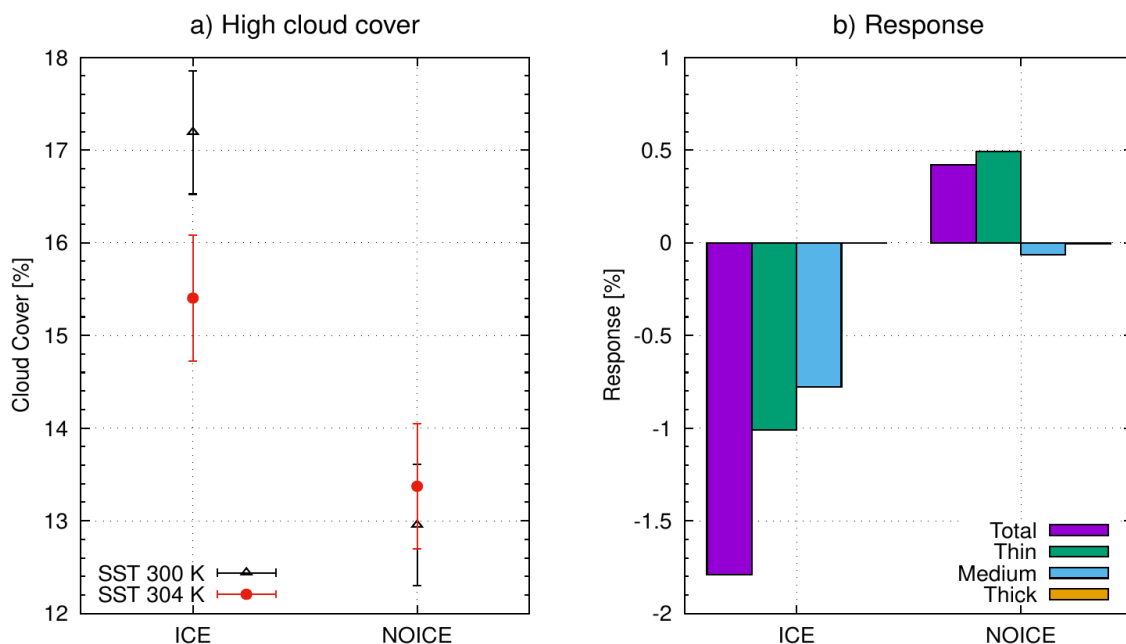 a) High cloud cover
18
17
16
15
14
13
12
Cloud Cover [%]
SST 300 K
SST 304 K
ICE
NOICE
b) Response
1
0.5
0
-0.5
-1
-1.5
-2
Response [%]
Total
Thin
Medium
Thick
ICE
NOICE